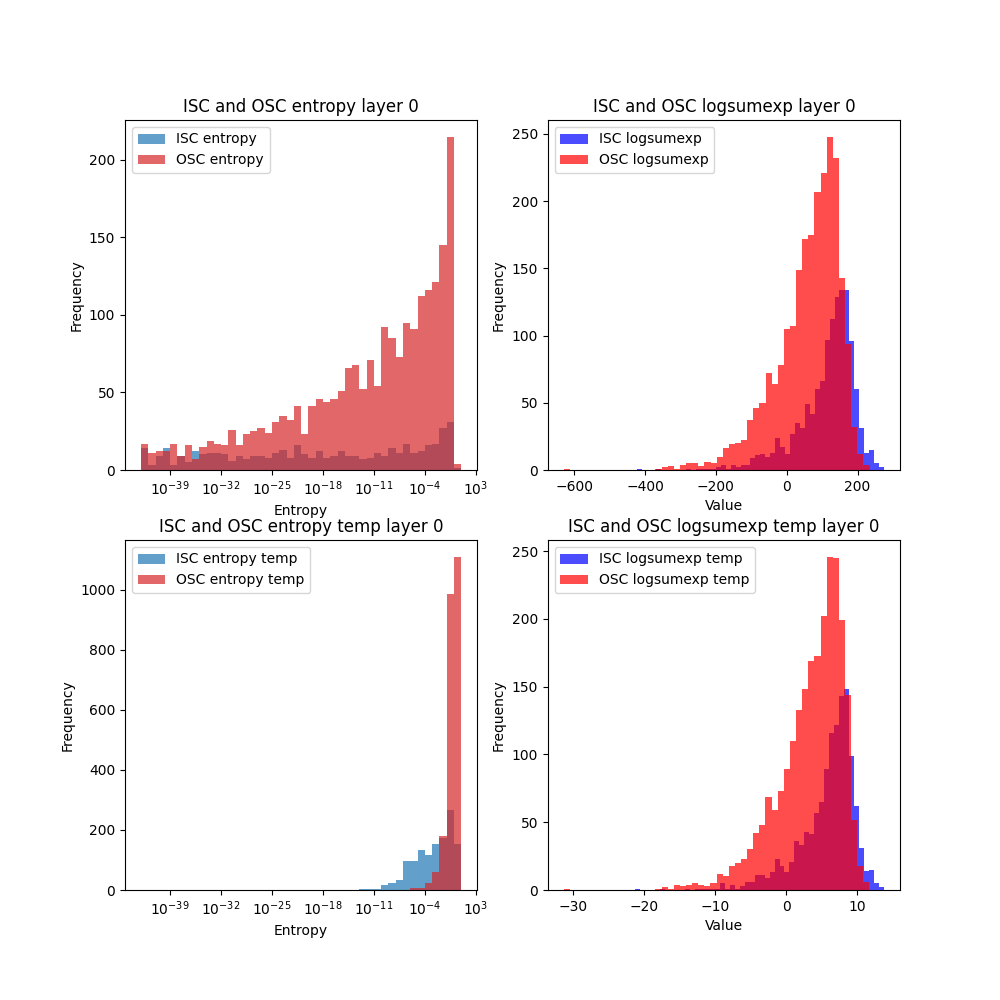 ISC and OSC entropy layer 0
ISC entropy
OSC entropy
Frequency
200
150
100
50
0
10⁻³⁹ 10⁻³² 10⁻²⁵ 10⁻¹⁸ 10⁻¹¹ 10⁻⁴ 10³
Entropy
ISC and OSC logsumexp layer 0
ISC logsumexp
OSC logsumexp
Frequency
250
200
150
100
50
0
−600 −400 −200 0 200
Value
ISC and OSC entropy temp layer 0
ISC entropy temp
OSC entropy temp
Frequency
1000
800
600
400
200
0
10⁻³⁹ 10⁻³² 10⁻²⁵ 10⁻¹⁸ 10⁻¹¹ 10⁻⁴ 10³
Entropy
ISC and OSC logsumexp temp layer 0
ISC logsumexp temp
OSC logsumexp temp
Frequency
250
200
150
100
50
0
−30 −20 −10 0 10
Value